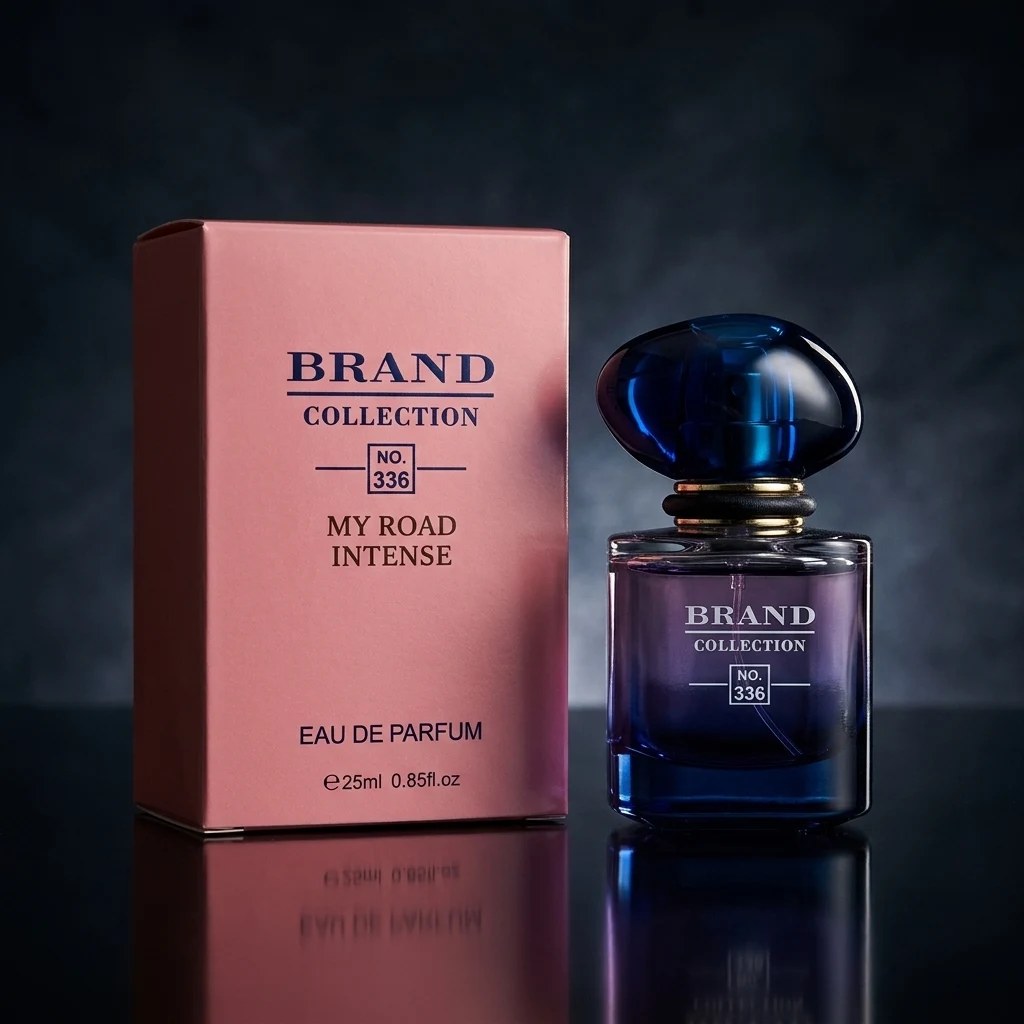 BRAND
COLLECTION
NO.
336
MY ROAD
INTENSE
EAU DE PARFUM
℮25ml 0.85fl.oz
BRAND
COLLECTION
NO.
336